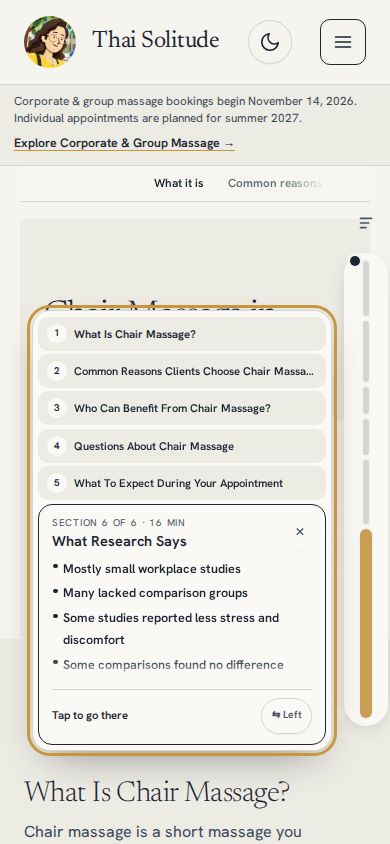 Thai Solitude
Corporate & group massage bookings begin November 14, 2026.
Individual appointments are planned for summer 2027.
Explore Corporate & Group Massage →
What it is
Common reasons
Chair Massage is
1 What Is Chair Massage?
2 Common Reasons Clients Choose Chair Massa...
3 Who Can Benefit From Chair Massage?
4 Questions About Chair Massage
5 What To Expect During Your Appointment
SECTION 6 OF 6 · 16 MIN
What Research Says
• Mostly small workplace studies
• Many lacked comparison groups
• Some studies reported less stress and
discomfort
• Some comparisons found no difference
Tap to go there
⇆ Left
What Is Chair Massage?
Chair massage is a short massage you